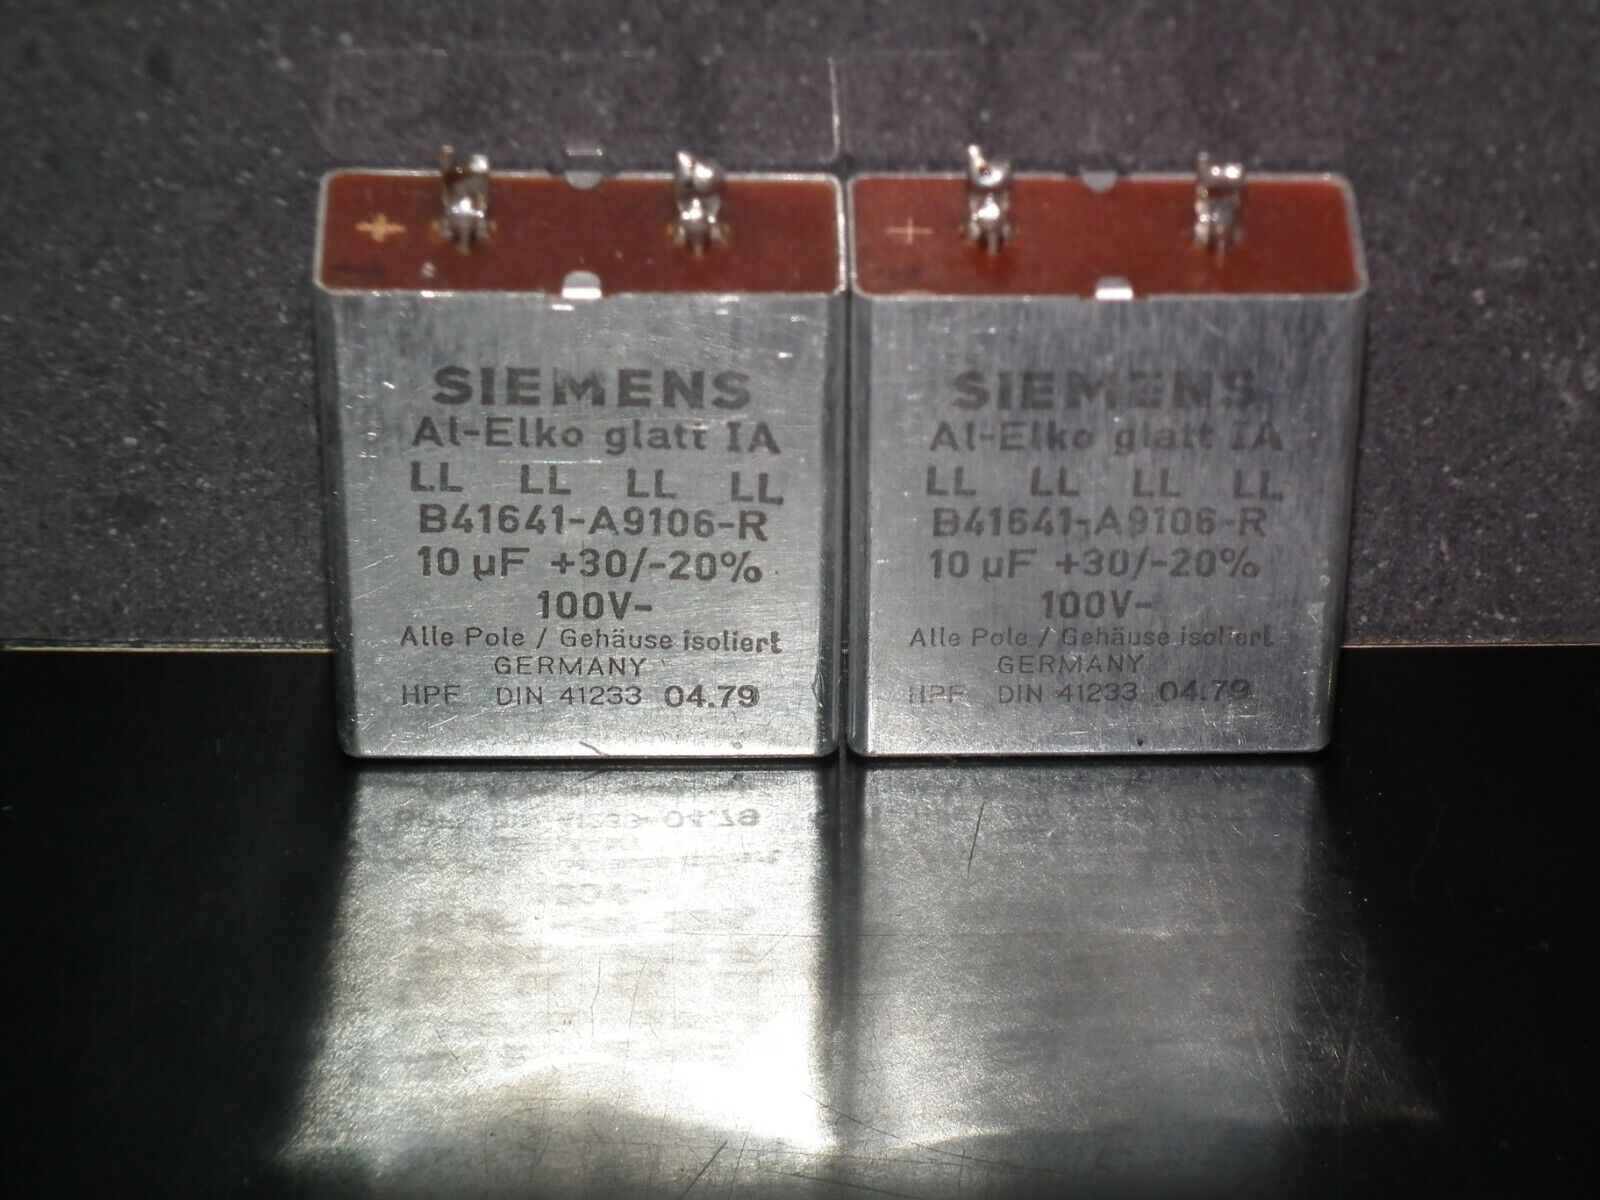 +
SIEMENS
Al-Elko glatt IA
LL LL LL LL
B41641-A9106-R
10 µF +30/-20%
100V-
Alle Pole / Gehäuse isoliert
GERMANY
HPF DIN 41233 04.79
+
SIEMENS
Al-Elko glatt IA
LL LL LL LL
B41641-A9106-R
10 µF +30/-20%
100V-
Alle Pole / Gehäuse isoliert
GERMANY
HPF DIN 41233 04.79